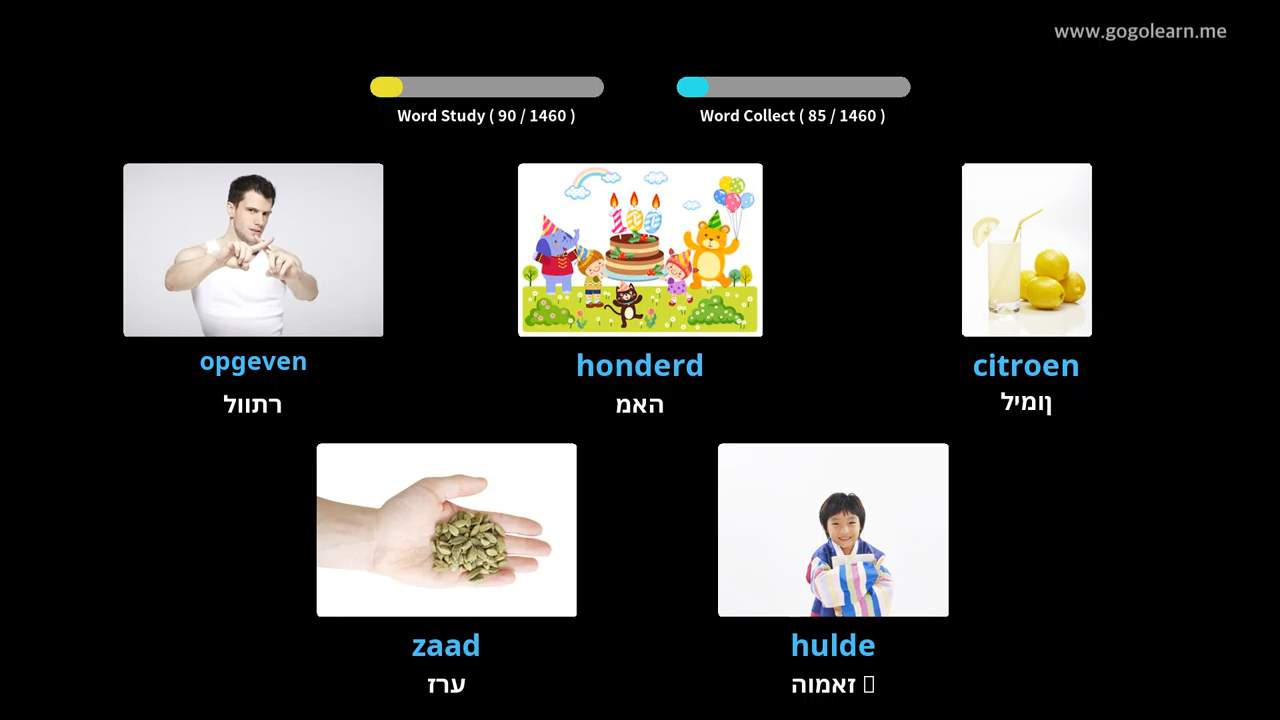 www.gogolearn.me
Word Study ( 90 / 1460 )
Word Collect ( 85 / 1460 )
opgeven
רתוול
honderd
האמ
citroen
ןומיל
zaad
ערז
hulde
זאמוה